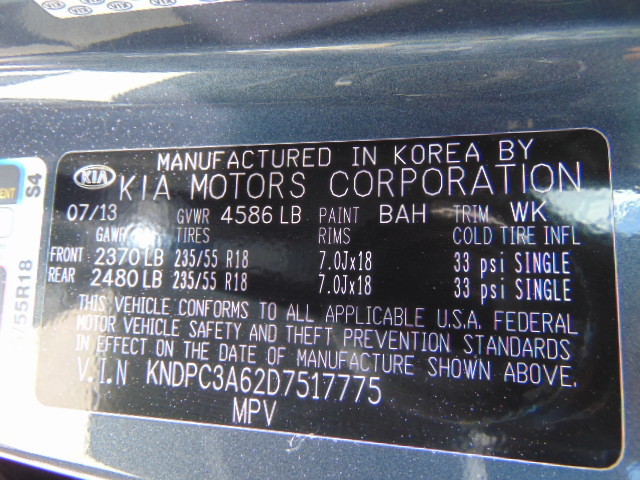 MANUFACTURED IN KOREA BY
KIA KIA MOTORS CORPORATION
07/13 GVWR 4586 LB PAINT BAH TRIM WK
GAWR TIRES RIMS COLD TIRE INFL
FRONT 2370 LB 235/55 R18 7.0Jx18 33 psi SINGLE
REAR 2480 LB 235/55 R18 7.0Jx18 33 psi SINGLE
THIS VEHICLE CONFORMS TO ALL APPLICABLE U.S.A. FEDERAL
MOTOR VEHICLE SAFETY AND THEFT PREVENTION STANDARDS
IN EFFECT ON THE DATE OF MANUFACTURE SHOWN ABOVE.
V.I.N KNDPC3A62D7517775
MPV
S4
/55R18